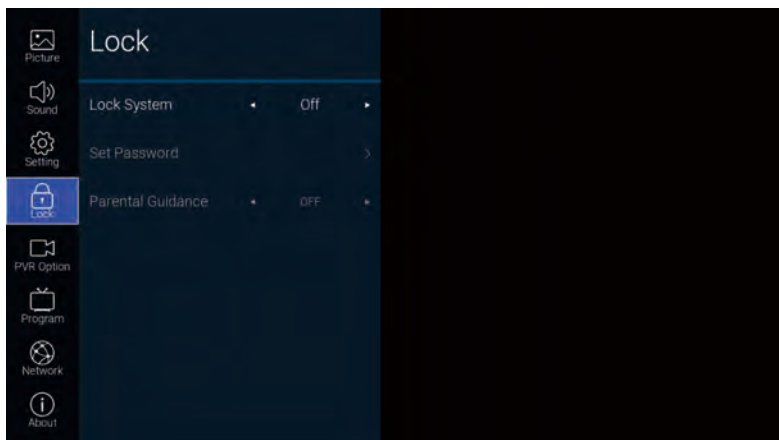 Lock
Picture
Sound
Setting
Lock
PVR Option
Program
Network
About
Lock System Off
Set Password
Parental Guidance OFF